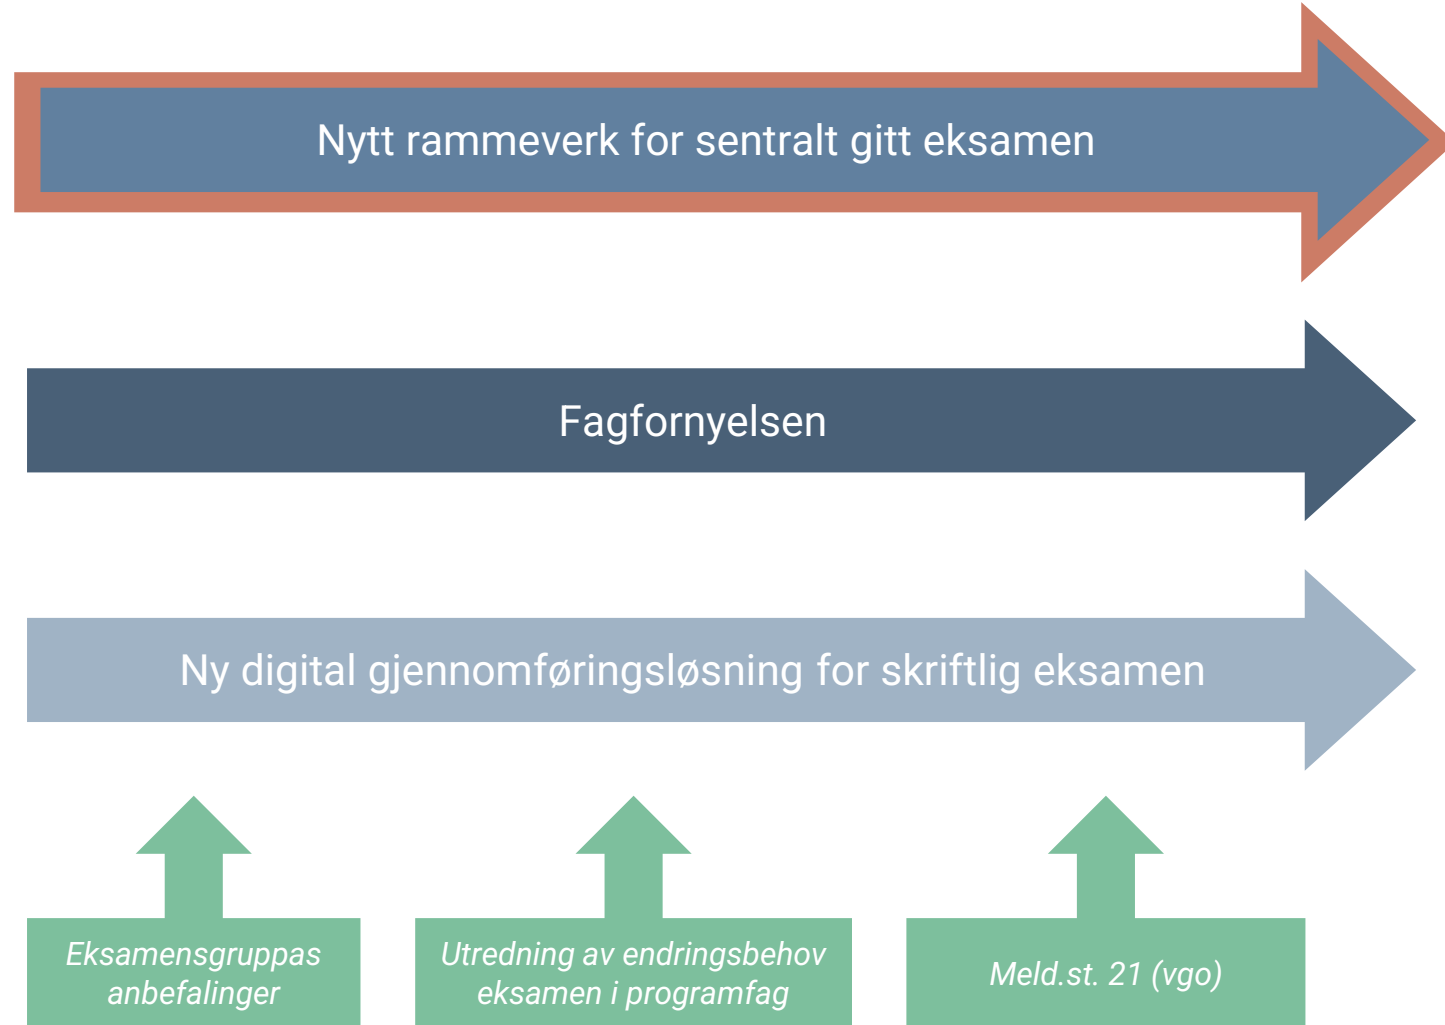 Nytt rammeverk for sentralt gitt eksamen
Fagfornyelsen
Ny digital gjennomføringsløsning for skriftlig eksamen
Eksamensgruppas
anbefalinger
Utredning av endringsbehov
eksamen i programfag
Meld.st. 21 (vgo)